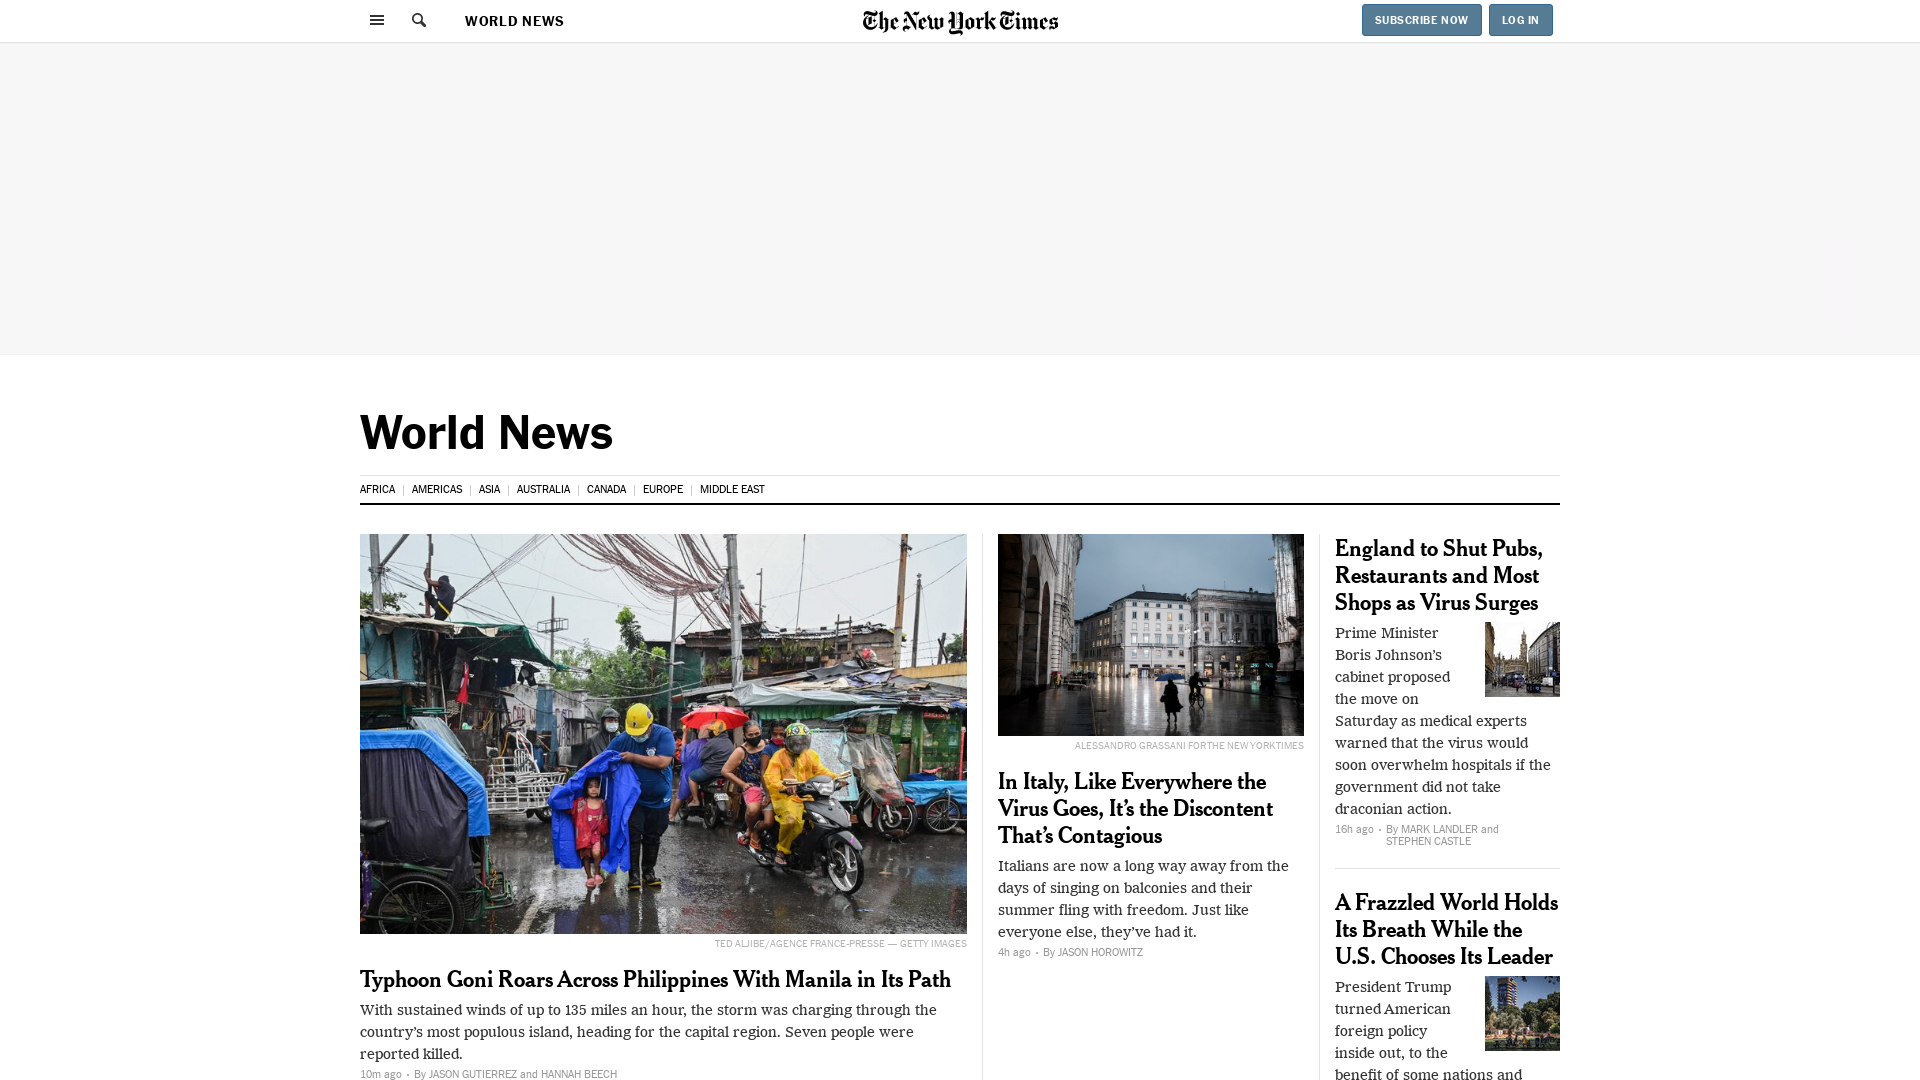 WORLD NEWS
The New York Times
SUBSCRIBE NOW
LOG IN
World News
AFRICA
AMERICAS
ASIA
AUSTRALIA
CANADA
EUROPE
MIDDLE EAST
TED ALJIBE/AGENCE FRANCE-PRESSE — GETTY IMAGES
Typhoon Goni Roars Across Philippines With Manila in Its Path
With sustained winds of up to 135 miles an hour, the storm was charging through the
country’s most populous island, heading for the capital region. Seven people were
reported killed.
10m ago • By JASON GUTIERREZ and HANNAH BEECH
ALESSANDRO GRASSANI FOR THE NEW YORK TIMES
In Italy, Like Everywhere the
Virus Goes, It’s the Discontent
That’s Contagious
Italians are now a long way away from the
days of singing on balconies and their
summer fling with freedom. Just like
everyone else, they’ve had it.
4h ago • By JASON HOROWITZ
England to Shut Pubs,
Restaurants and Most
Shops as Virus Surges
Prime Minister
Boris Johnson’s
cabinet proposed
the move on
Saturday as medical experts
warned that the virus would
soon overwhelm hospitals if the
government did not take
draconian action.
16h ago • By MARK LANDLER and
STEPHEN CASTLE
A Frazzled World Holds
Its Breath While the
U.S. Chooses Its Leader
President Trump
turned American
foreign policy
inside out, to the
benefit of some nations and